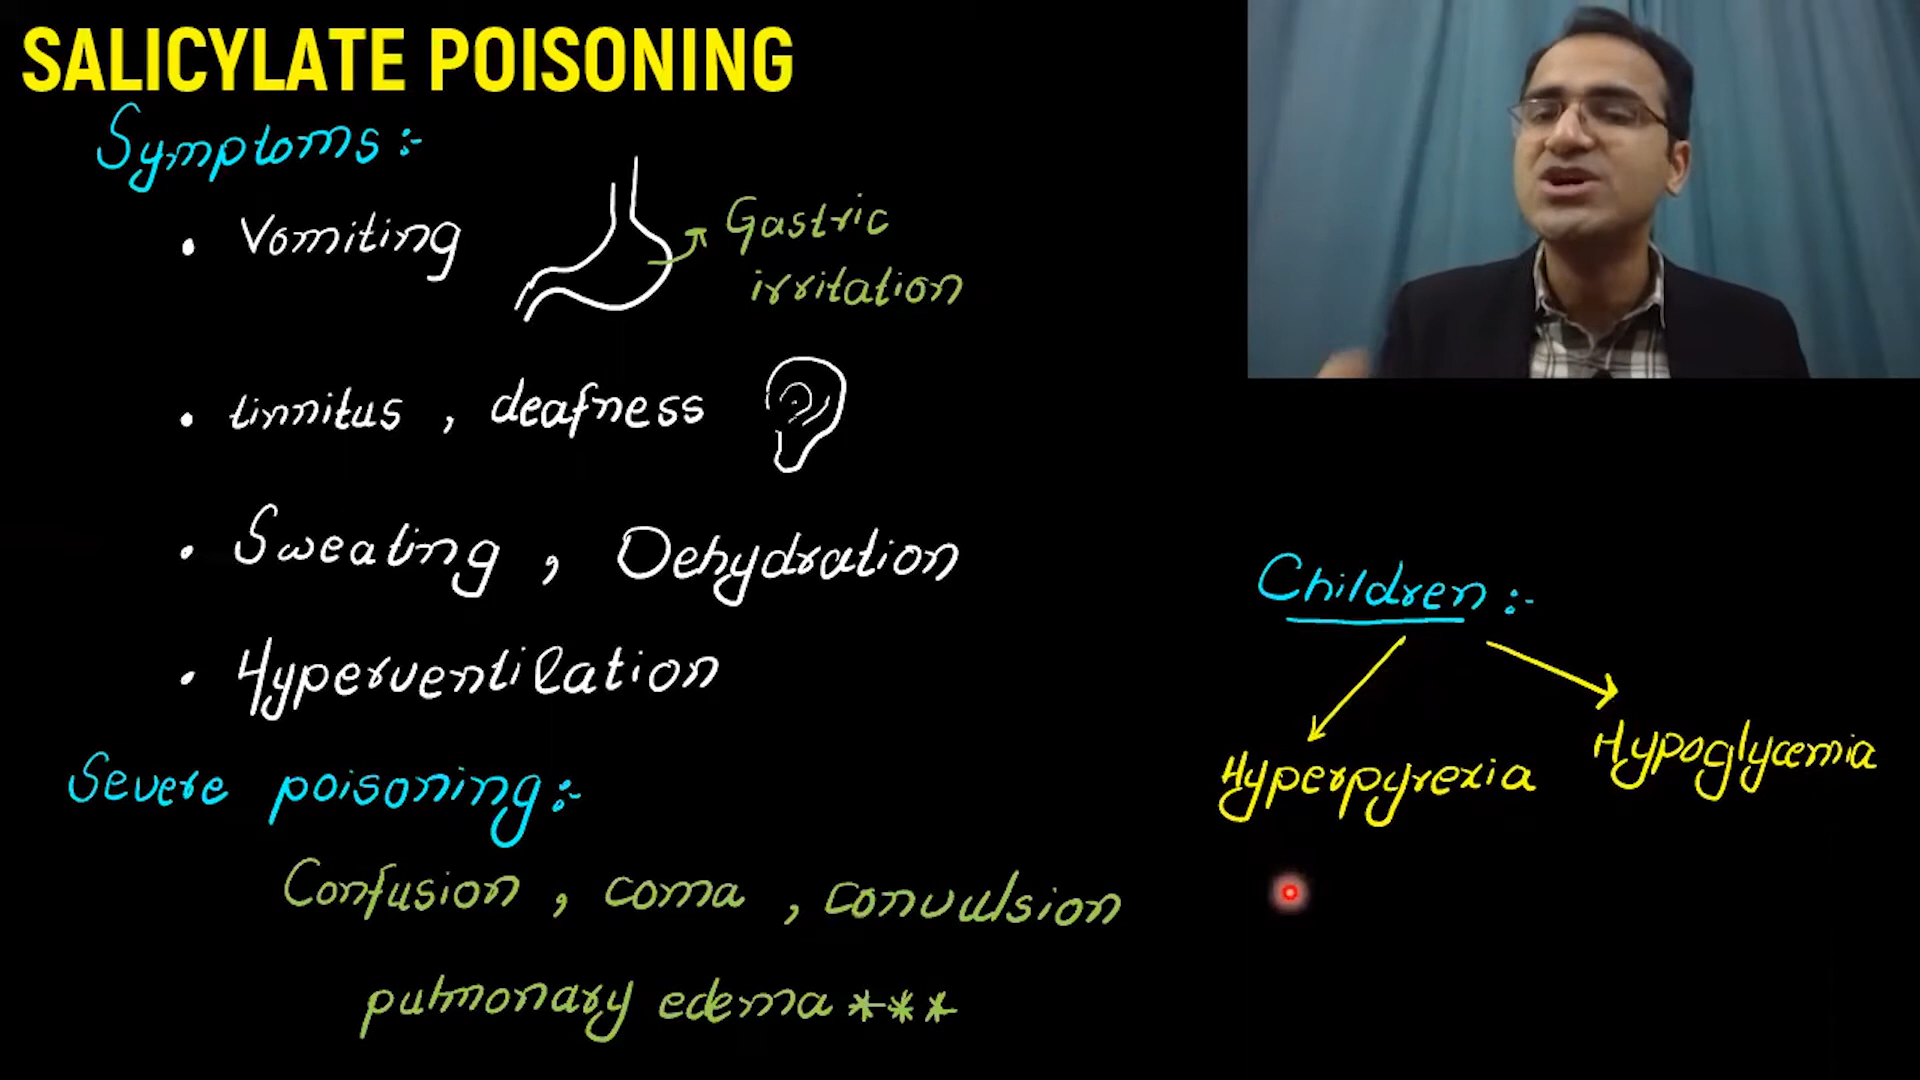 SALICYLATE POISONING
Symptoms :-
• Vomiting
Gastric
irritation
• tinnitus , deafness
• Sweating , Dehydration
• Hyperventilation
Severe poisoning :-
Confusion , coma , convulsion
pulmonary edema ***
Children :-
Hyperpyrexia
Hypoglycemia